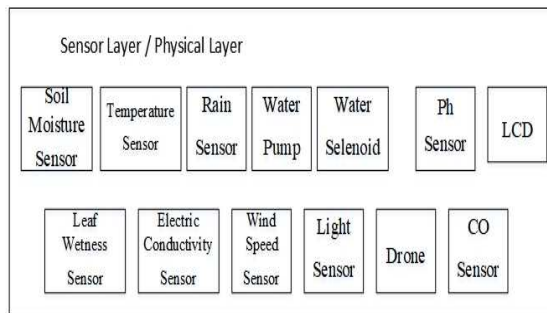 Sensor Layer / Physical Layer
Soil
Moisture
Sensor
Temperature
Sensor
Rain
Sensor
Water
Pump
Water
Selenoid
Ph
Sensor
LCD
Leaf
Wetness
Sensor
Electric
Conductivity
Sensor
Wind
Speed
Sensor
Light
Sensor
Drone
CO
Sensor